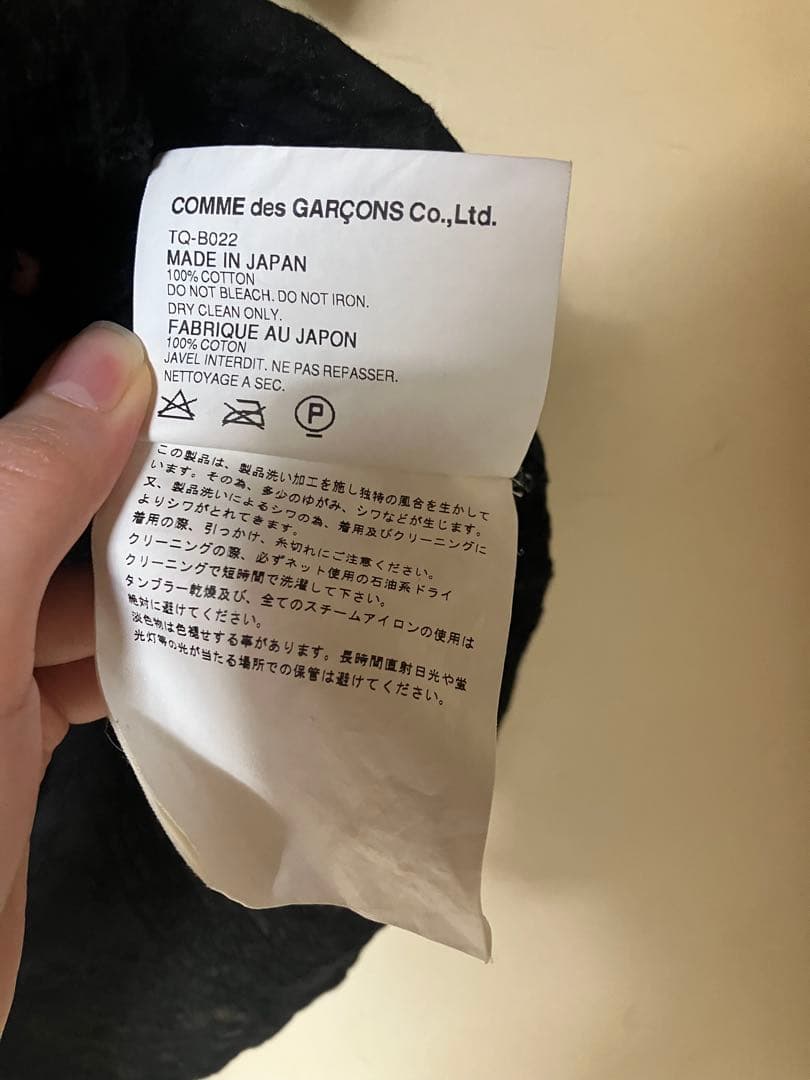 COMME des GARÇONS Co.,Ltd.
TQ-B022
MADE IN JAPAN
100% COTTON
DO NOT BLEACH. DO NOT IRON.
DRY CLEAN ONLY.
FABRIQUE AU JAPON
100% COTON
JAVEL INTERDIT. NE PAS REPASSER.
NETTOYAGE A SEC.
P
この製品は、製品洗い加工を施し独特の風合を生かして
います。その為、多少のゆがみ、シワなどが生じます。
又、製品洗いによるシワの為、着用及びクリーニングに
よりシワがとれてきます。
着用の際、引っかけ、糸切れにご注意ください。
クリーニングの際、必ずネット使用の石油系ドライ
クリーニングで短時間で洗濯して下さい。
タンブラー乾燥及び、全てのスチームアイロンの使用は
絶対に避けてください。
淡色物は色褪せする事があります。長時間直射日光や蛍
光灯等の光が当たる場所での保管は避けてください。